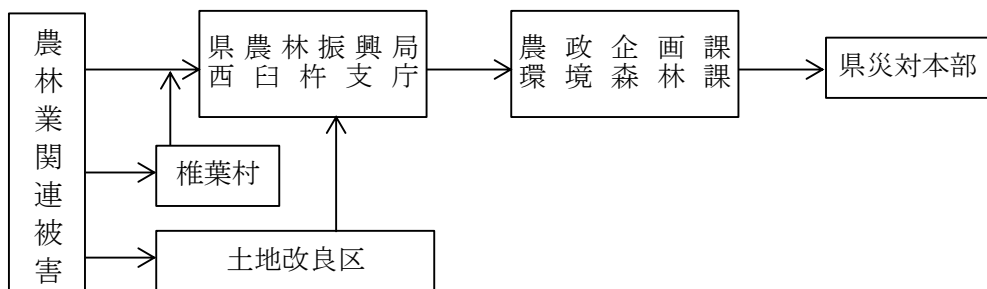 農林業関連被害
県農林振興局
西臼杵支庁
農政企画課
環境森林課
県災対本部
椎葉村
土地改良区